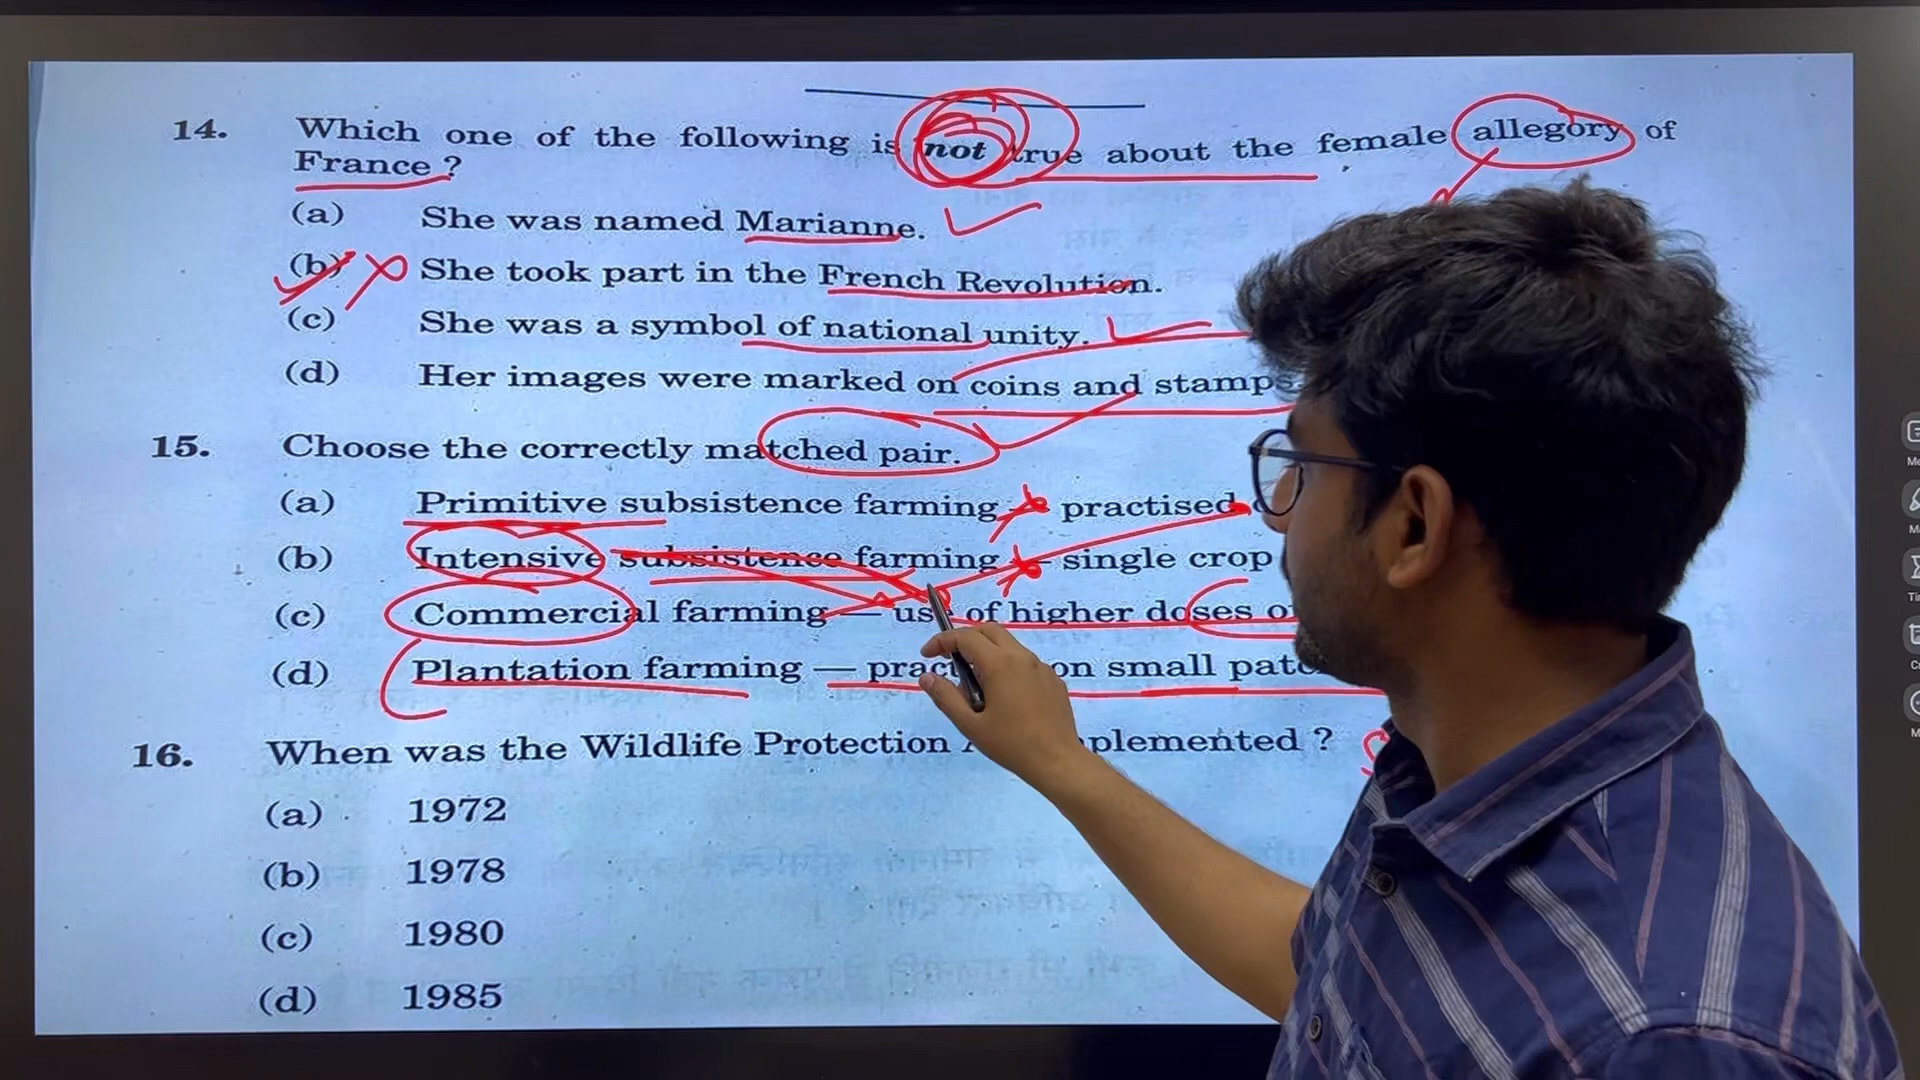 14. Which one of the following is not true about the female allegory of
France ?
(a) She was named Marianne.
(b) She took part in the French Revolution.
(c) She was a symbol of national unity.
(d) Her images were marked on coins and stamps.
15. Choose the correctly matched pair.
(a) Primitive subsistence farming – practised
(b) Intensive subsistence farming – single crop
(c) Commercial farming — use of higher doses
(d) Plantation farming — on small
16. When was the Wildlife Protection ?
(a) 1972
(b) 1978
(c) 1980
(d) 1985